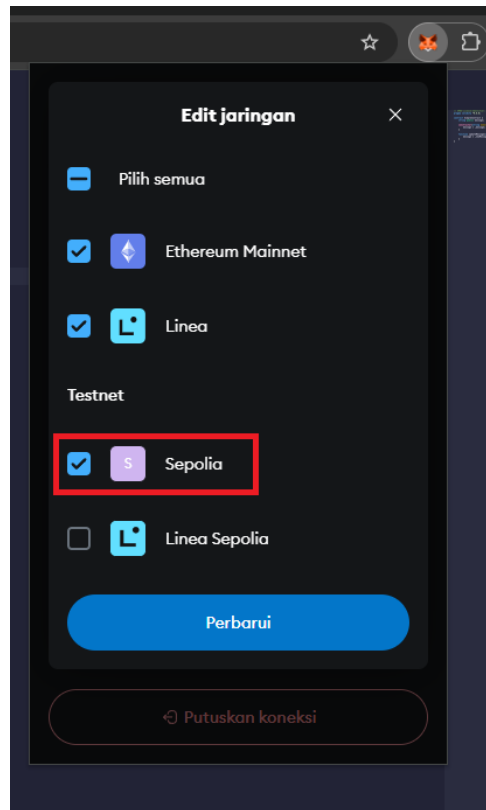 Edit jaringan
Pilih semua
Ethereum Mainnet
Linea
Testnet
S
Sepolia
Linea Sepolia
Perbarui
Putuskan koneksi